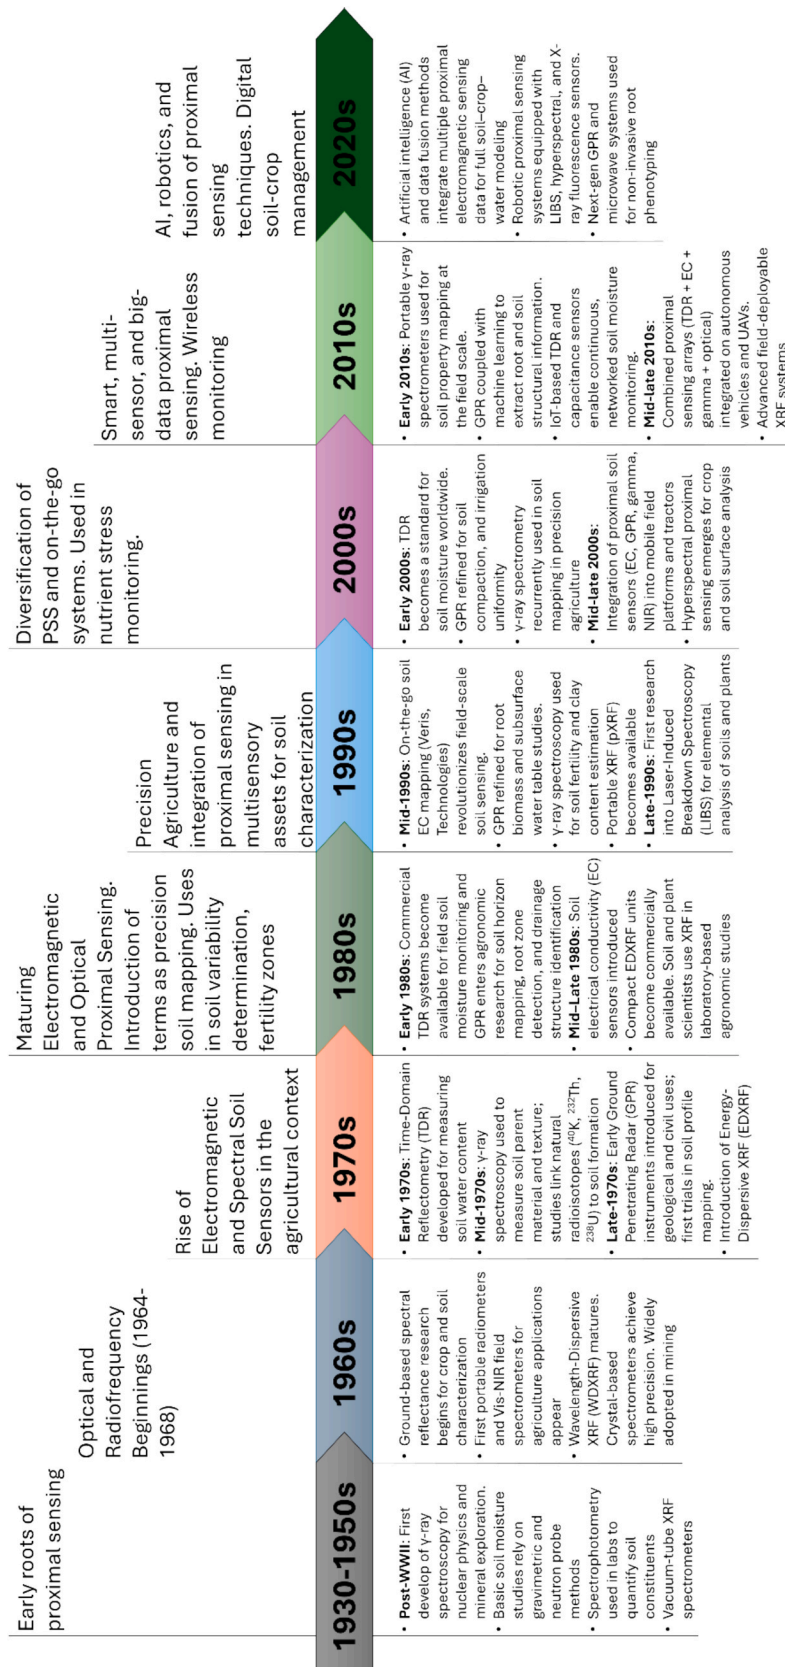 Early roots of
proximal sensing
1930-1950s
• Post-WWII: First
develop of γ-ray
spectroscopy for
nuclear physics and
mineral exploration.
• Basic soil moisture
studies rely on
gravimetric and
neutron probe
methods
• Spectrophotometry
used in labs to
quantify soil
constituents
• Vacuum-tube XRF
spectrometers
Optical and
Radiofrequency
Beginnings (1964-
1968)
1960s
• Ground-based spectral
reflectance research
begins for crop and soil
characterization
• First portable radiometers
and Vis-NIR field
spectrometers for
agriculture applications
appear
• Wavelength-Dispersive
XRF (WDXRF) matures.
Crystal-based
spectrometers achieve
high precision. Widely
adopted in mining
Rise of
Electromagnetic
and Spectral Soil
Sensors in the
agricultural context
1970s
• Early 1970s: Time-Domain
Reflectometry (TDR)
developed for measuring
soil water content
• Mid-1970s: γ-ray
spectroscopy used to
measure soil parent
material and texture;
studies link natural
radioisotopes (⁴⁰K, ²³²Th,
²³⁸U) to soil formation
• Late-1970s: Early Ground
Penetrating Radar (GPR)
instruments introduced for
geological and civil uses;
first trials in soil profile
mapping.
• Introduction of Energy-
Dispersive XRF (EDXRF)
Maturing
Electromagnetic
and Optical
Proximal Sensing.
Introduction of
terms as precision
soil mapping. Uses
in soil variability
determination,
fertility zones
1980s
• Early 1980s: Commercial
TDR systems become
available for field soil
moisture monitoring and
GPR enters agronomic
research for soil horizon
mapping, root zone
detection, and drainage
structure identification
• Mid–Late 1980s: Soil
electrical conductivity (EC)
sensors introduced
• Compact EDXRF units
become commercially
available. Soil and plant
scientists use XRF in
laboratory-based
agronomic studies
Precision
Agriculture and
integration of
proximal sensing in
multisensory
assets for soil
characterization
1990s
• Mid-1990s: On-the-go soil
EC mapping (Veris,
Technologies)
revolutionizes field-scale
soil sensing.
• GPR refined for root
biomass and subsurface
water table studies.
• γ-ray spectroscopy used
for soil fertility and clay
content estimation
• Portable XRF (pXRF)
becomes available
• Late-1990s: First research
into Laser-Induced
Breakdown Spectroscopy
(LIBS) for elemental
analysis of soils and plants
Diversification of
PSS and on-the-go
systems. Used in
nutrient stress
monitoring.
2000s
• Early 2000s: TDR
becomes a standard for
soil moisture worldwide.
• GPR refined for soil
compaction, and irrigation
uniformity
• γ-ray spectrometry
recurrently used in soil
mapping in precision
agriculture
• Mid-late 2000s:
Integration of proximal soil
sensors (EC, GPR, gamma,
NIR) into mobile field
platforms and tractors
• Hyperspectral proximal
sensing emerges for crop
and soil surface analysis
Smart, multi-
sensor, and big-
data proximal
sensing. Wireless
monitoring
2010s
• Early 2010s: Portable γ-ray
spectrometers used for
soil property mapping at
the field scale.
• GPR coupled with
machine learning to
extract root and soil
structural information.
• IoT-based TDR and
capacitance sensors
enable continuous,
networked soil moisture
monitoring.
• Mid-late 2010s:
Combined proximal
sensing arrays (TDR + EC +
gamma + optical)
integrated on autonomous
vehicles and UAVs.
• Advanced field-deployable
XRF systems
AI, robotics, and
fusion of proximal
sensing
techniques. Digital
soil-crop
management
2020s
• Artificial intelligence (AI)
and data fusion methods
integrate multiple proximal
electromagnetic sensing
data for full soil–crop–
water modeling
• Robotic proximal sensing
systems equipped with
LIBS, hyperspectral, and X-
ray fluorescence sensors.
• Next-gen GPR and
microwave systems used
for non-invasive root
phenotyping